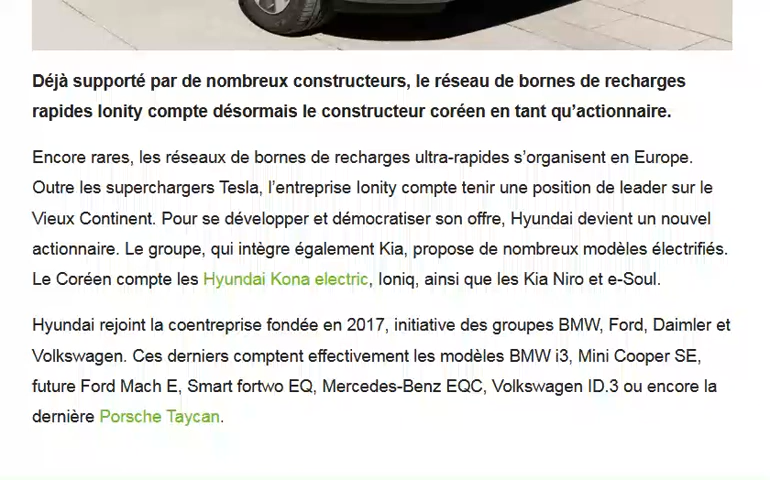 Déjà supporté par de nombreux constructeurs, le réseau de bornes de recharges
rapides Ionity compte désormais le constructeur coréen en tant qu’actionnaire.
Encore rares, les réseaux de bornes de recharges ultra-rapides s’organisent en Europe.
Outre les superchargers Tesla, l’entreprise Ionity compte tenir une position de leader sur le
Vieux Continent. Pour se développer et démocratiser son offre, Hyundai devient un nouvel
actionnaire. Le groupe, qui intègre également Kia, propose de nombreux modèles électrifiés.
Le Coréen compte les Hyundai Kona electric, Ioniq, ainsi que les Kia Niro et e-Soul.
Hyundai rejoint la coentreprise fondée en 2017, initiative des groupes BMW, Ford, Daimler et
Volkswagen. Ces derniers comptent effectivement les modèles BMW i3, Mini Cooper SE,
future Ford Mach E, Smart fortwo EQ, Mercedes-Benz EQC, Volkswagen ID.3 ou encore la
dernière Porsche Taycan.